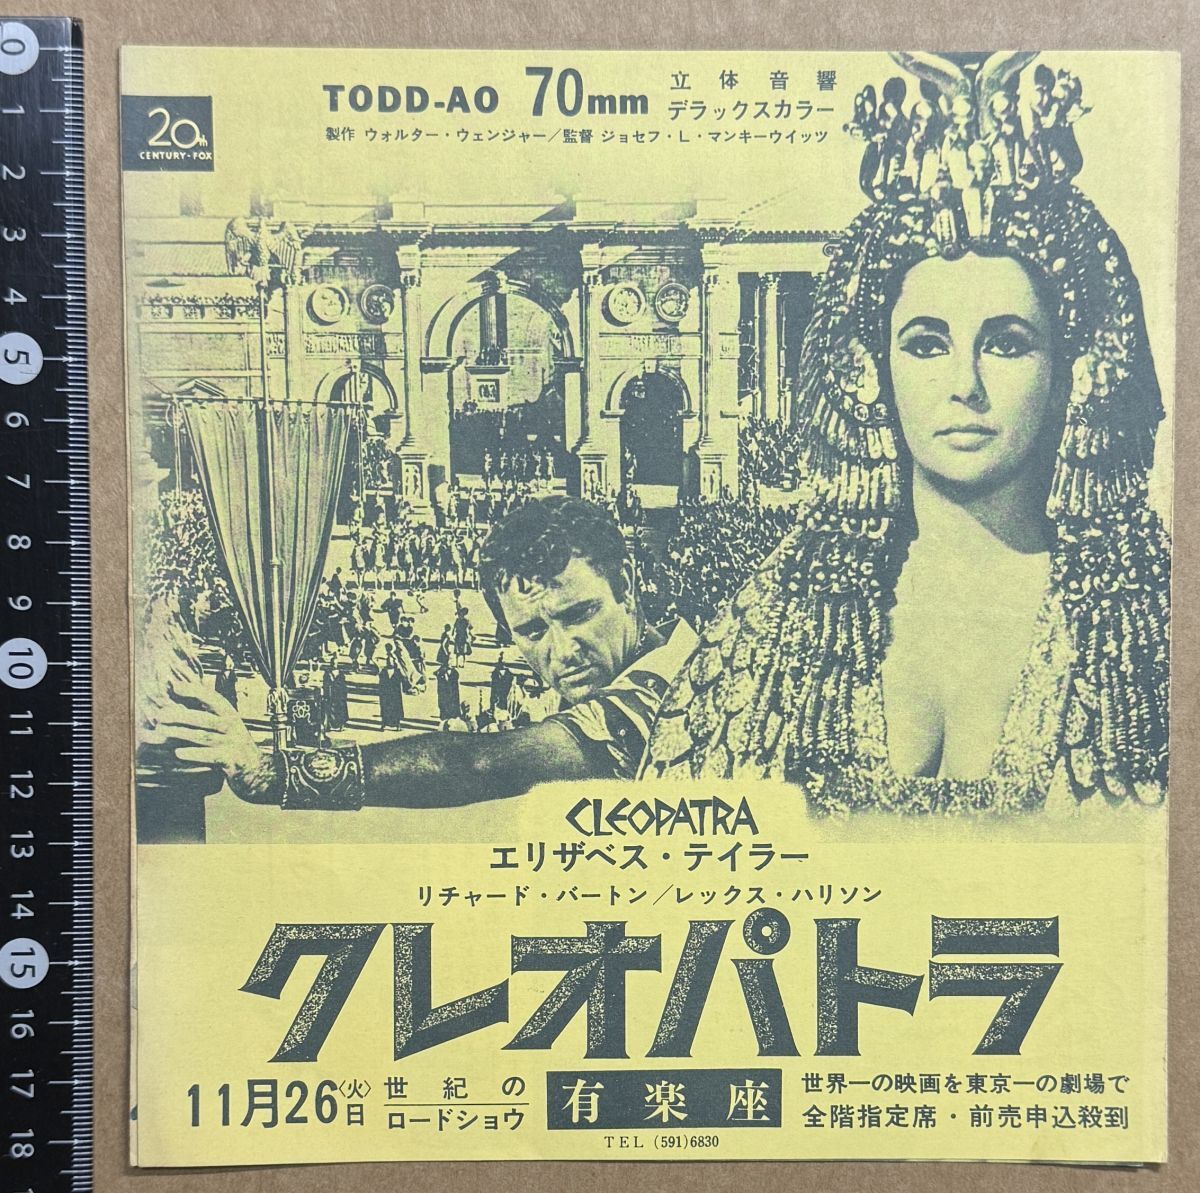 0
1
2
3
4
5
6
7
8
9
10
11
12
13
14
15
16
17
18
20th
CENTURY-FOX
TODD-AO 70mm 立体音響
デラックスカラー
製作 ウォルター・ウェンジャー／監督 ジョセフ・L・マンキーウイッツ
CLEOPATRA
エリザベス・テイラー
リチャード・バートン／レックス・ハリソン
クレオパトラ
11月26〈火〉日 世紀の
ロードショウ
有楽座
TEL (591)6830
世界一の映画を東京一の劇場で
全階指定席・前売申込殺到